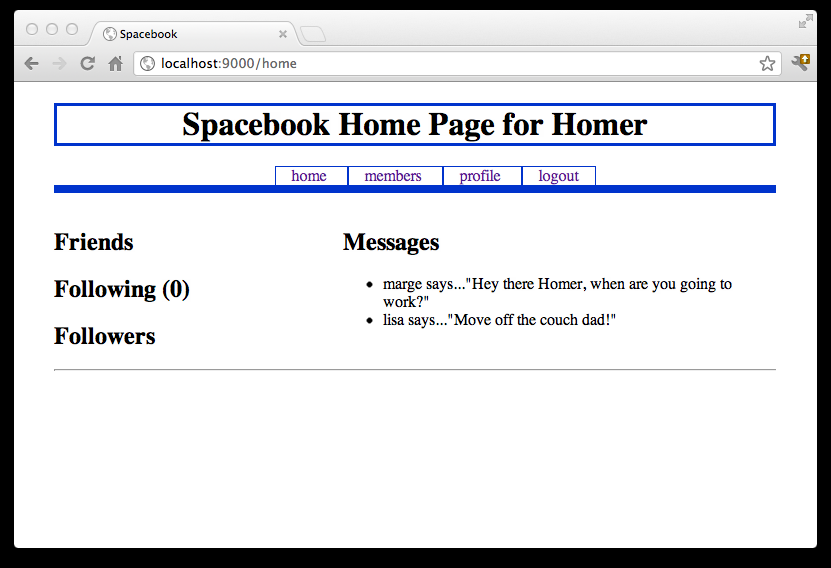 Spacebook
localhost:9000/home
Spacebook Home Page for Homer
home members profile logout
Friends
Following (0)
Followers
Messages
marge says..."Hey there Homer, when are you going to
work?"
lisa says..."Move off the couch dad!"